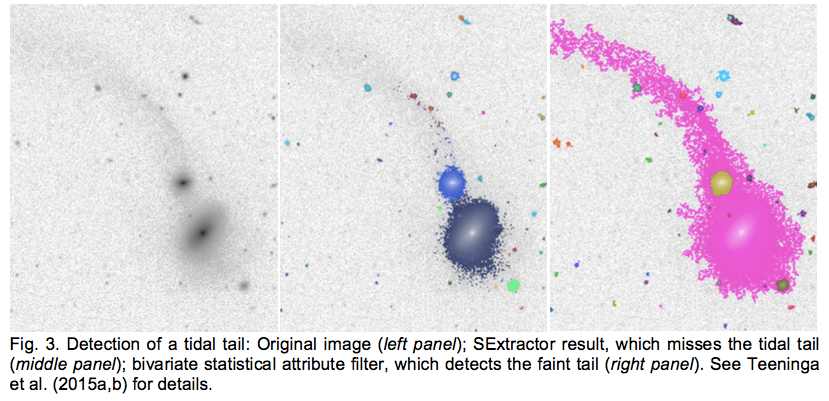 Fig. 3. Detection of a tidal tail: Original image (left panel); SExtractor result, which misses the tidal tail
(middle panel); bivariate statistical attribute filter, which detects the faint tail (right panel). See Teeninga
et al. (2015a,b) for details.